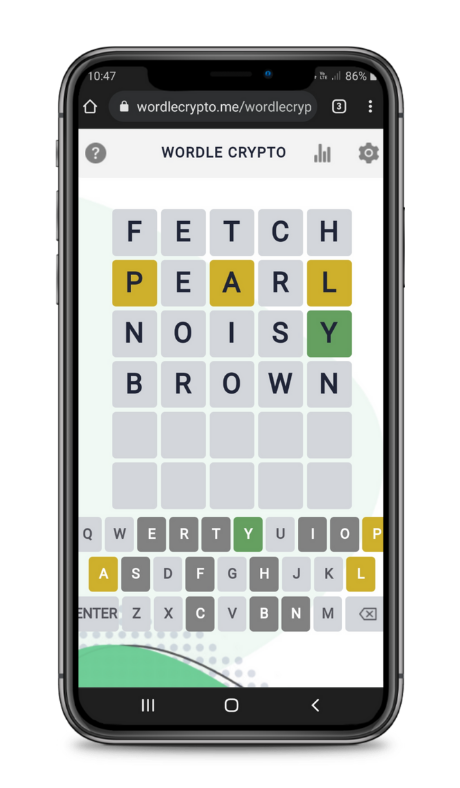 10:47 86%
wordlecrypto.me/wordlecryp 3
? WORDLE CRYPTO
F E T C H
P E A R L
N O I S Y
B R O W N
Q W E R T Y U I O P
A S D F G H J K L
ENTER Z X C V B N M